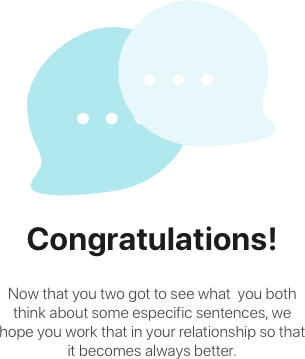 Congratulations!
Now that you two got to see what  you both
think about some especific sentences, we
hope you work that in your relationship so that
it becomes always better.